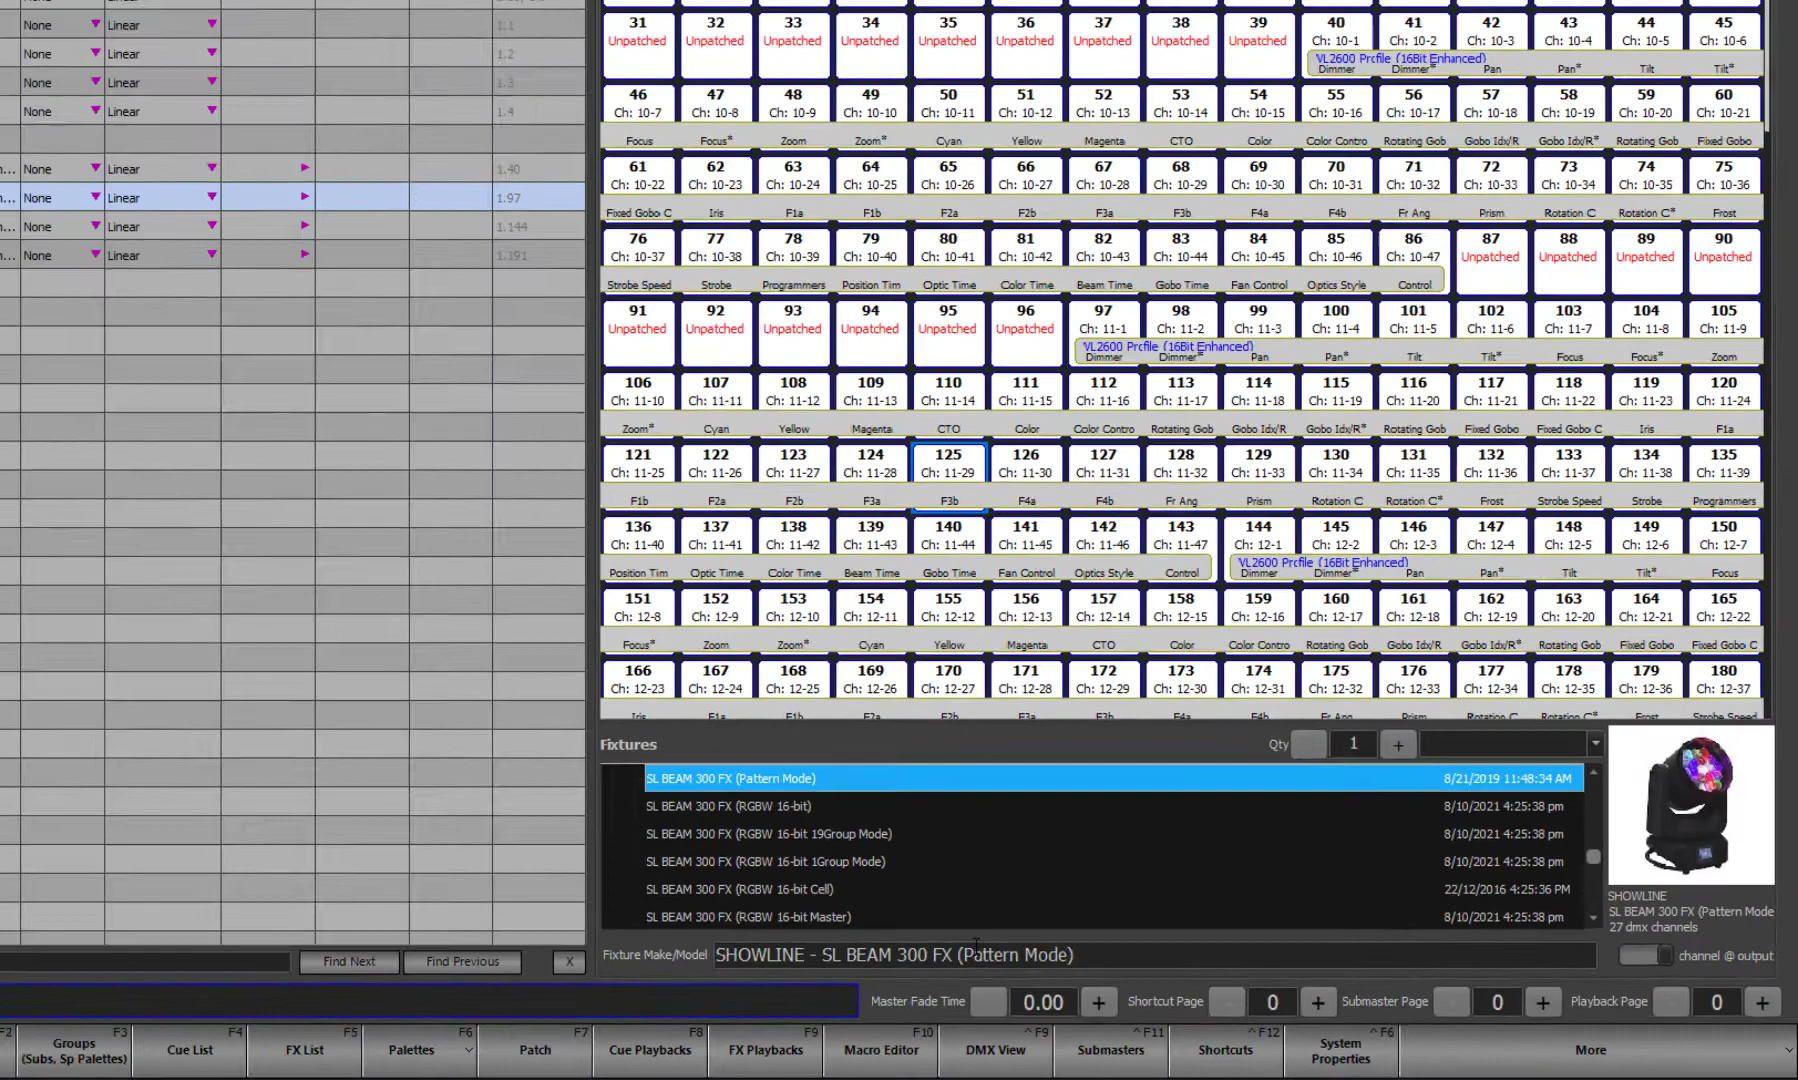 None Linear 1.1
None Linear 1.2
None Linear 1.3
None Linear 1.4
None Linear 1.40
None Linear 1.97
None Linear 1.144
None Linear 1.191
31 32 33 34 35 36 37 38 39 40 41 42 43 44 45
Unpatched Unpatched Unpatched Unpatched Unpatched Unpatched Unpatched Unpatched Unpatched Ch: 10-1 Ch: 10-2 Ch: 10-3 Ch: 10-4 Ch: 10-5 Ch: 10-6
VL2600 Profile (16Bit Enhanced)
Dimmer Dimmer* Pan Pan* Tilt Tilt*
46 47 48 49 50 51 52 53 54 55 56 57 58 59 60
Ch: 10-7 Ch: 10-8 Ch: 10-9 Ch: 10-10 Ch: 10-11 Ch: 10-12 Ch: 10-13 Ch: 10-14 Ch: 10-15 Ch: 10-16 Ch: 10-17 Ch: 10-18 Ch: 10-19 Ch: 10-20 Ch: 10-21
Focus Focus* Zoom Zoom* Cyan Yellow Magenta CTO Color Color Contro Rotating Gob Gobo Idx/R Gobo Idx/R* Rotating Gob Fixed Gobo
61 62 63 64 65 66 67 68 69 70 71 72 73 74 75
Ch: 10-22 Ch: 10-23 Ch: 10-24 Ch: 10-25 Ch: 10-26 Ch: 10-27 Ch: 10-28 Ch: 10-29 Ch: 10-30 Ch: 10-31 Ch: 10-32 Ch: 10-33 Ch: 10-34 Ch: 10-35 Ch: 10-36
Fixed Gobo C Iris F1a F1b F2a F2b F3a F3b F4a F4b Fr Ang Prism Rotation C Rotation C* Frost
76 77 78 79 80 81 82 83 84 85 86 87 88 89 90
Ch: 10-37 Ch: 10-38 Ch: 10-39 Ch: 10-40 Ch: 10-41 Ch: 10-42 Ch: 10-43 Ch: 10-44 Ch: 10-45 Ch: 10-46 Ch: 10-47 Unpatched Unpatched Unpatched Unpatched
Strobe Speed Strobe Programmers Position Tim Optic Time Color Time Beam Time Gobo Time Fan Control Optics Style Control
91 92 93 94 95 96 97 98 99 100 101 102 103 104 105
Unpatched Unpatched Unpatched Unpatched Unpatched Unpatched Ch: 11-1 Ch: 11-2 Ch: 11-3 Ch: 11-4 Ch: 11-5 Ch: 11-6 Ch: 11-7 Ch: 11-8 Ch: 11-9
VL2600 Profile (16Bit Enhanced)
Dimmer Dimmer* Pan Pan* Tilt Tilt* Focus Focus* Zoom
106 107 108 109 110 111 112 113 114 115 116 117 118 119 120
Ch: 11-10 Ch: 11-11 Ch: 11-12 Ch: 11-13 Ch: 11-14 Ch: 11-15 Ch: 11-16 Ch: 11-17 Ch: 11-18 Ch: 11-19 Ch: 11-20 Ch: 11-21 Ch: 11-22 Ch: 11-23 Ch: 11-24
Zoom* Cyan Yellow Magenta CTO Color Color Contro Rotating Gob Gobo Idx/R Gobo Idx/R* Rotating Gob Fixed Gobo Fixed Gobo C Iris F1a
121 122 123 124 125 126 127 128 129 130 131 132 133 134 135
Ch: 11-25 Ch: 11-26 Ch: 11-27 Ch: 11-28 Ch: 11-29 Ch: 11-30 Ch: 11-31 Ch: 11-32 Ch: 11-33 Ch: 11-34 Ch: 11-35 Ch: 11-36 Ch: 11-37 Ch: 11-38 Ch: 11-39
F1b F2a F2b F3a F3b F4a F4b Fr Ang Prism Rotation C Rotation C* Frost Strobe Speed Strobe Programmers
136 137 138 139 140 141 142 143 144 145 146 147 148 149 150
Ch: 11-40 Ch: 11-41 Ch: 11-42 Ch: 11-43 Ch: 11-44 Ch: 11-45 Ch: 11-46 Ch: 11-47 Ch: 12-1 Ch: 12-2 Ch: 12-3 Ch: 12-4 Ch: 12-5 Ch: 12-6 Ch: 12-7
VL2600 Profile (16Bit Enhanced)
Position Tim Optic Time Color Time Beam Time Gobo Time Fan Control Optics Style Control Dimmer Dimmer* Pan Pan* Tilt Tilt* Focus
151 152 153 154 155 156 157 158 159 160 161 162 163 164 165
Ch: 12-8 Ch: 12-9 Ch: 12-10 Ch: 12-11 Ch: 12-12 Ch: 12-13 Ch: 12-14 Ch: 12-15 Ch: 12-16 Ch: 12-17 Ch: 12-18 Ch: 12-19 Ch: 12-20 Ch: 12-21 Ch: 12-22
Focus* Zoom Zoom* Cyan Yellow Magenta CTO Color Color Contro Rotating Gob Gobo Idx/R Gobo Idx/R* Rotating Gob Fixed Gobo Fixed Gobo C
166 167 168 169 170 171 172 173 174 175 176 177 178 179 180
Ch: 12-23 Ch: 12-24 Ch: 12-25 Ch: 12-26 Ch: 12-27 Ch: 12-28 Ch: 12-29 Ch: 12-30 Ch: 12-31 Ch: 12-32 Ch: 12-33 Ch: 12-34 Ch: 12-35 Ch: 12-36 Ch: 12-37
Iris F1a F1b F2a F2b F3a F3b F4a F4b Fr Ang Prism Rotation C Rotation C* Frost Strobe Speed
Fixtures Qty 1 +
SL BEAM 300 FX (Pattern Mode) 8/21/2019 11:48:34 AM
SL BEAM 300 FX (RGBW 16-bit) 8/10/2021 4:25:38 pm
SL BEAM 300 FX (RGBW 16-bit 19Group Mode) 8/10/2021 4:25:38 pm
SL BEAM 300 FX (RGBW 16-bit 1Group Mode) 8/10/2021 4:25:38 pm
SL BEAM 300 FX (RGBW 16-bit Cell) 22/12/2016 4:25:36 PM
SL BEAM 300 FX (RGBW 16-bit Master) 8/10/2021 4:25:38 pm
SHOWLINE
SL BEAM 300 FX (Pattern Mode
27 dmx channels
Fixture Make/Model SHOWLINE - SL BEAM 300 FX (Pattern Mode) channel @ output
Find Next Find Previous X
Master Fade Time 0.00 + Shortcut Page 0 + Submaster Page 0 + Playback Page 0 +
F2 F3 F4 F5 F6 F7 F8 F9 F10 ^ F9 ^ F11 ^ F12 ^ F6
Groups
(Subs, Sp Palettes) Cue List FX List Palettes Patch Cue Playbacks FX Playbacks Macro Editor DMX View Submasters Shortcuts System
Properties More